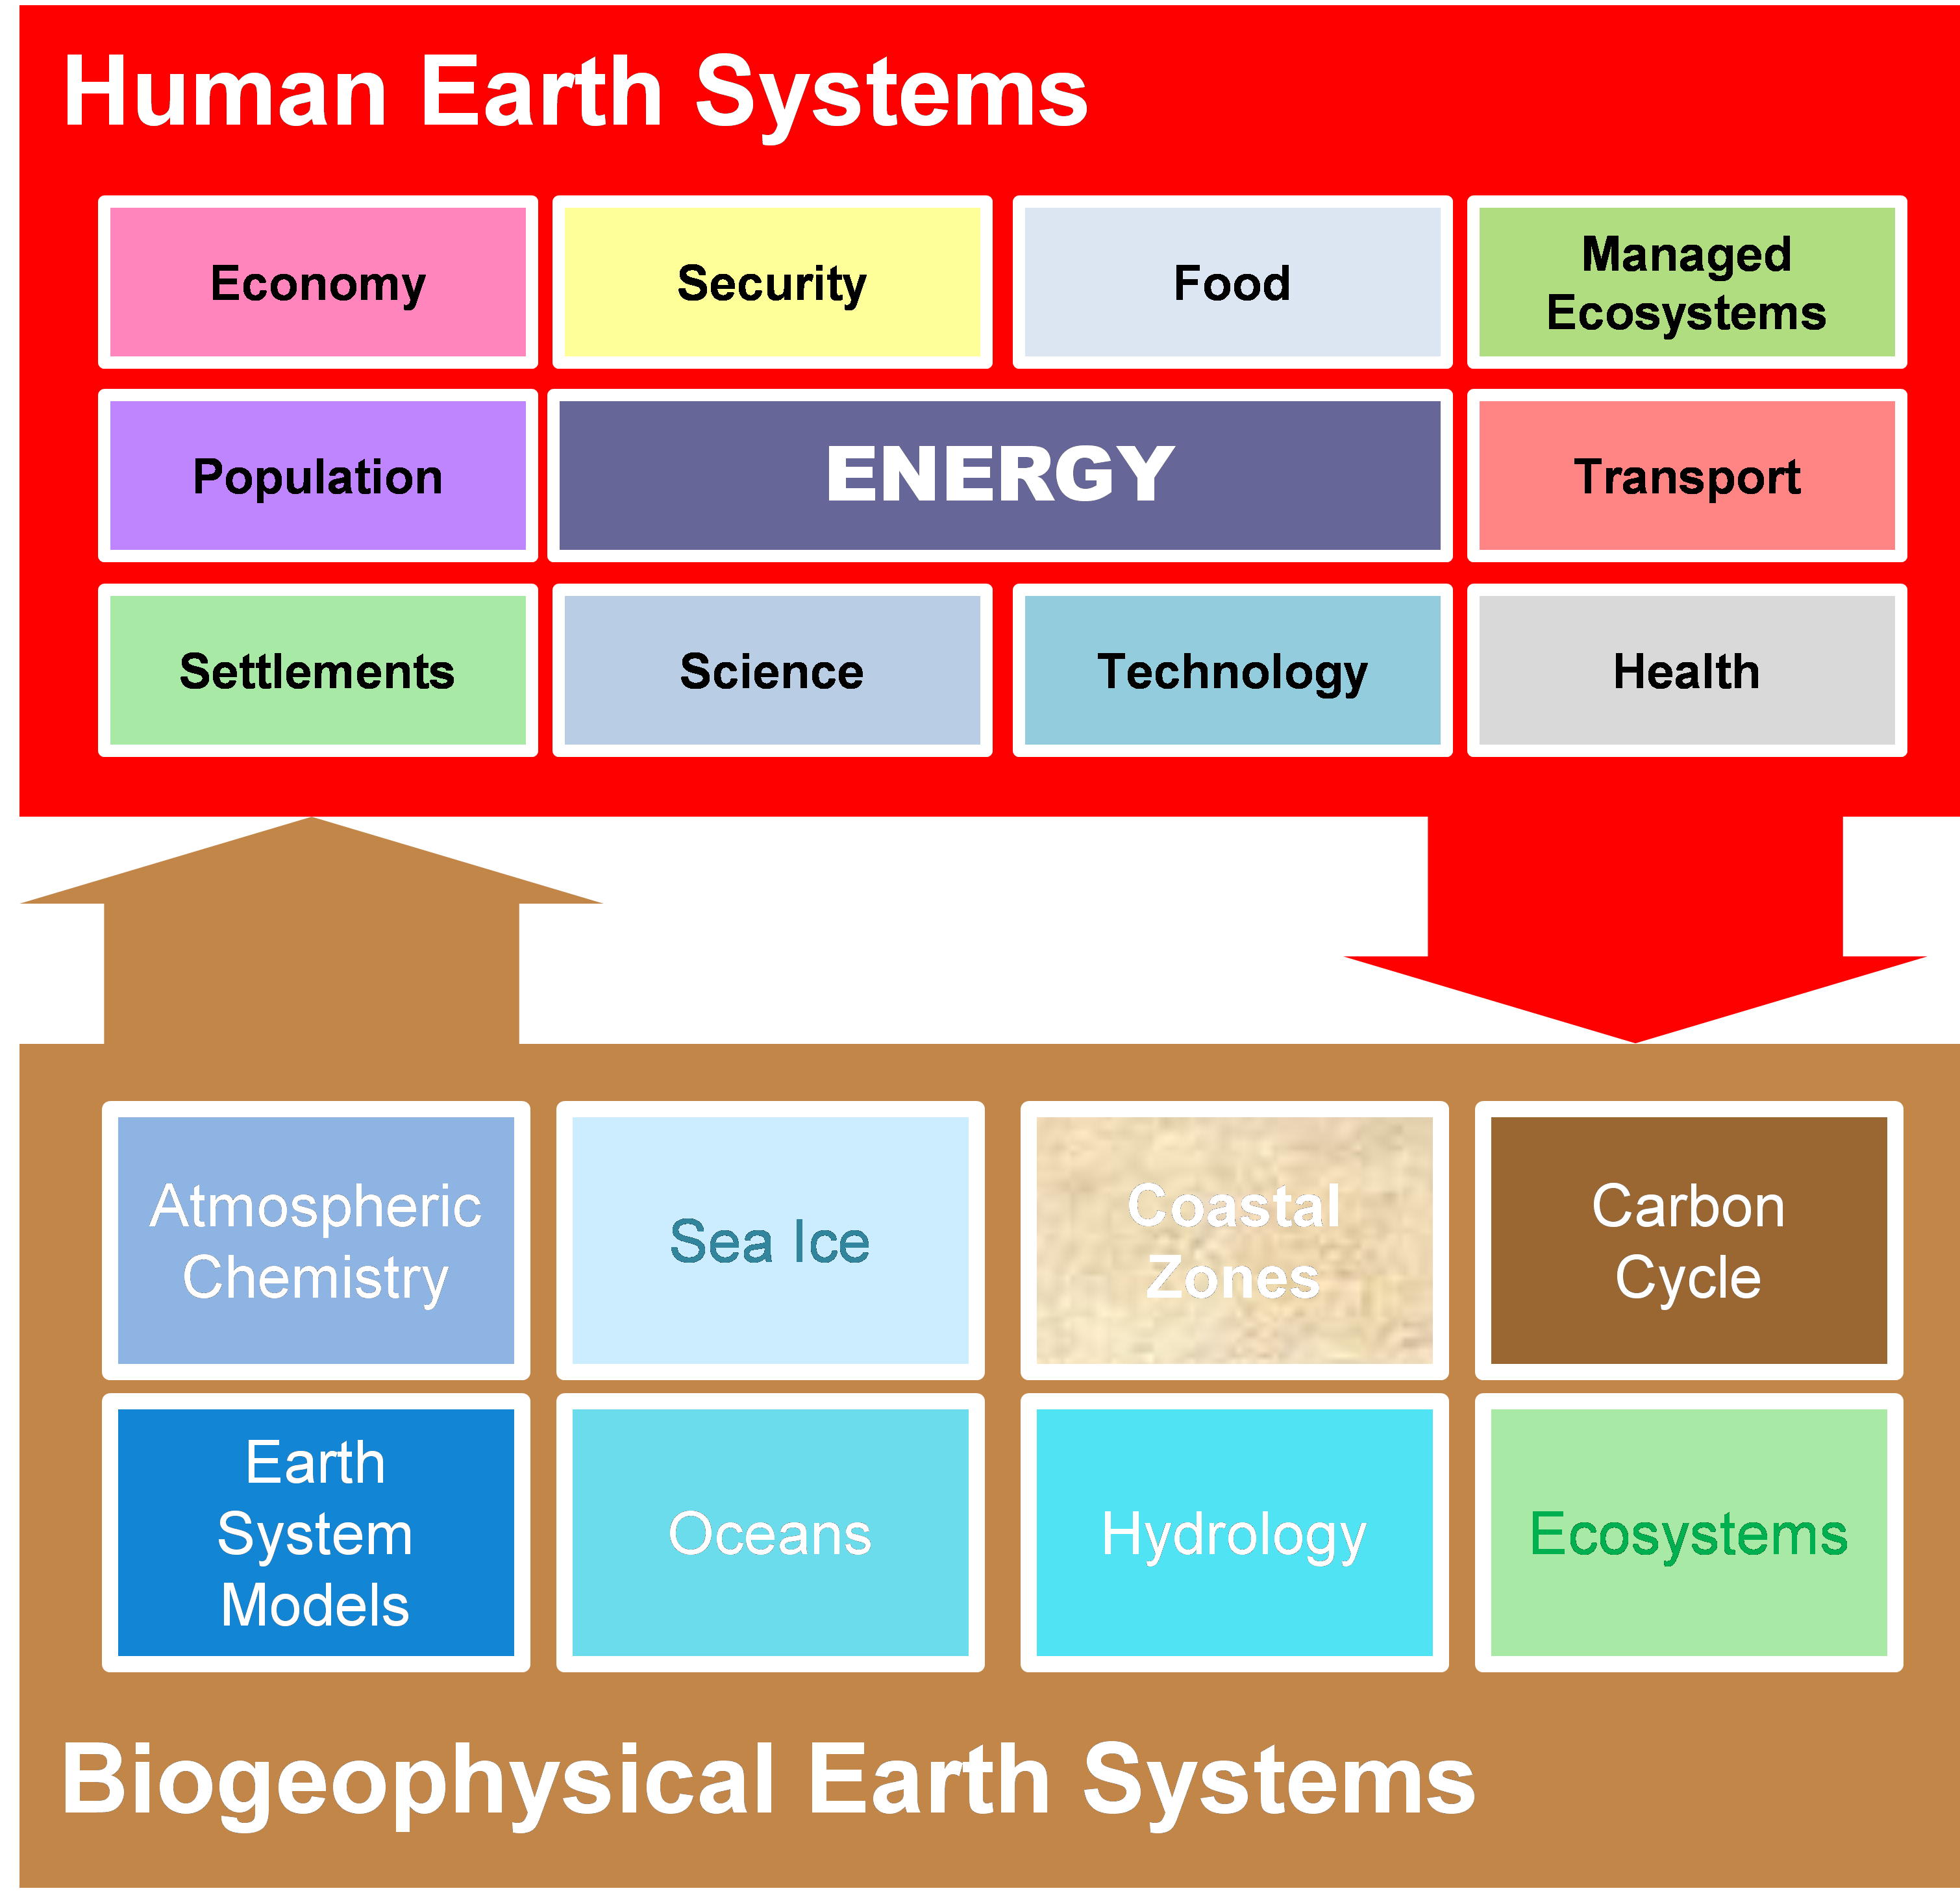 Human Earth Systems
Economy
Security
Food
Managed
Ecosystems
Population
ENERGY
Transport
Settlements
Science
Technology
Health
Atmospheric
Chemistry
Sea Ice
Coastal
Zones
Carbon
Cycle
Earth
System
Models
Oceans
Hydrology
Ecosystems
Biogeophysical Earth Systems